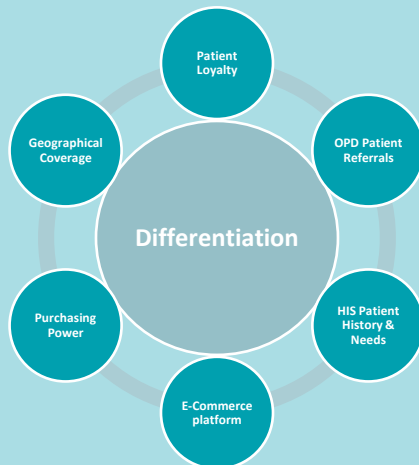 Patient
Loyalty
OPD Patient
Referrals
HIS Patient
History &
Needs
E-Commerce
platform
Purchasing
Power
Geographical
Coverage
Differentiation